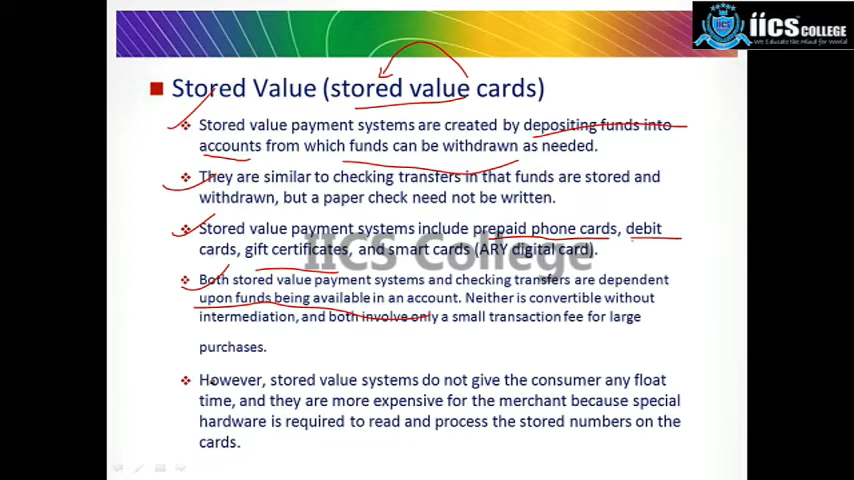 iics COLLEGE
We Educate the Mind for World
Stored Value (stored value cards)
Stored value payment systems are created by depositing funds into
accounts from which funds can be withdrawn as needed.
They are similar to checking transfers in that funds are stored and
withdrawn, but a paper check need not be written.
Stored value payment systems include prepaid phone cards, debit
cards, gift certificates, and smart cards (ARY digital card).
IICS College
Both stored value payment systems and checking transfers are dependent
upon funds being available in an account. Neither is convertible without
intermediation, and both involve only a small transaction fee for large
purchases.
However, stored value systems do not give the consumer any float
time, and they are more expensive for the merchant because special
hardware is required to read and process the stored numbers on the
cards.